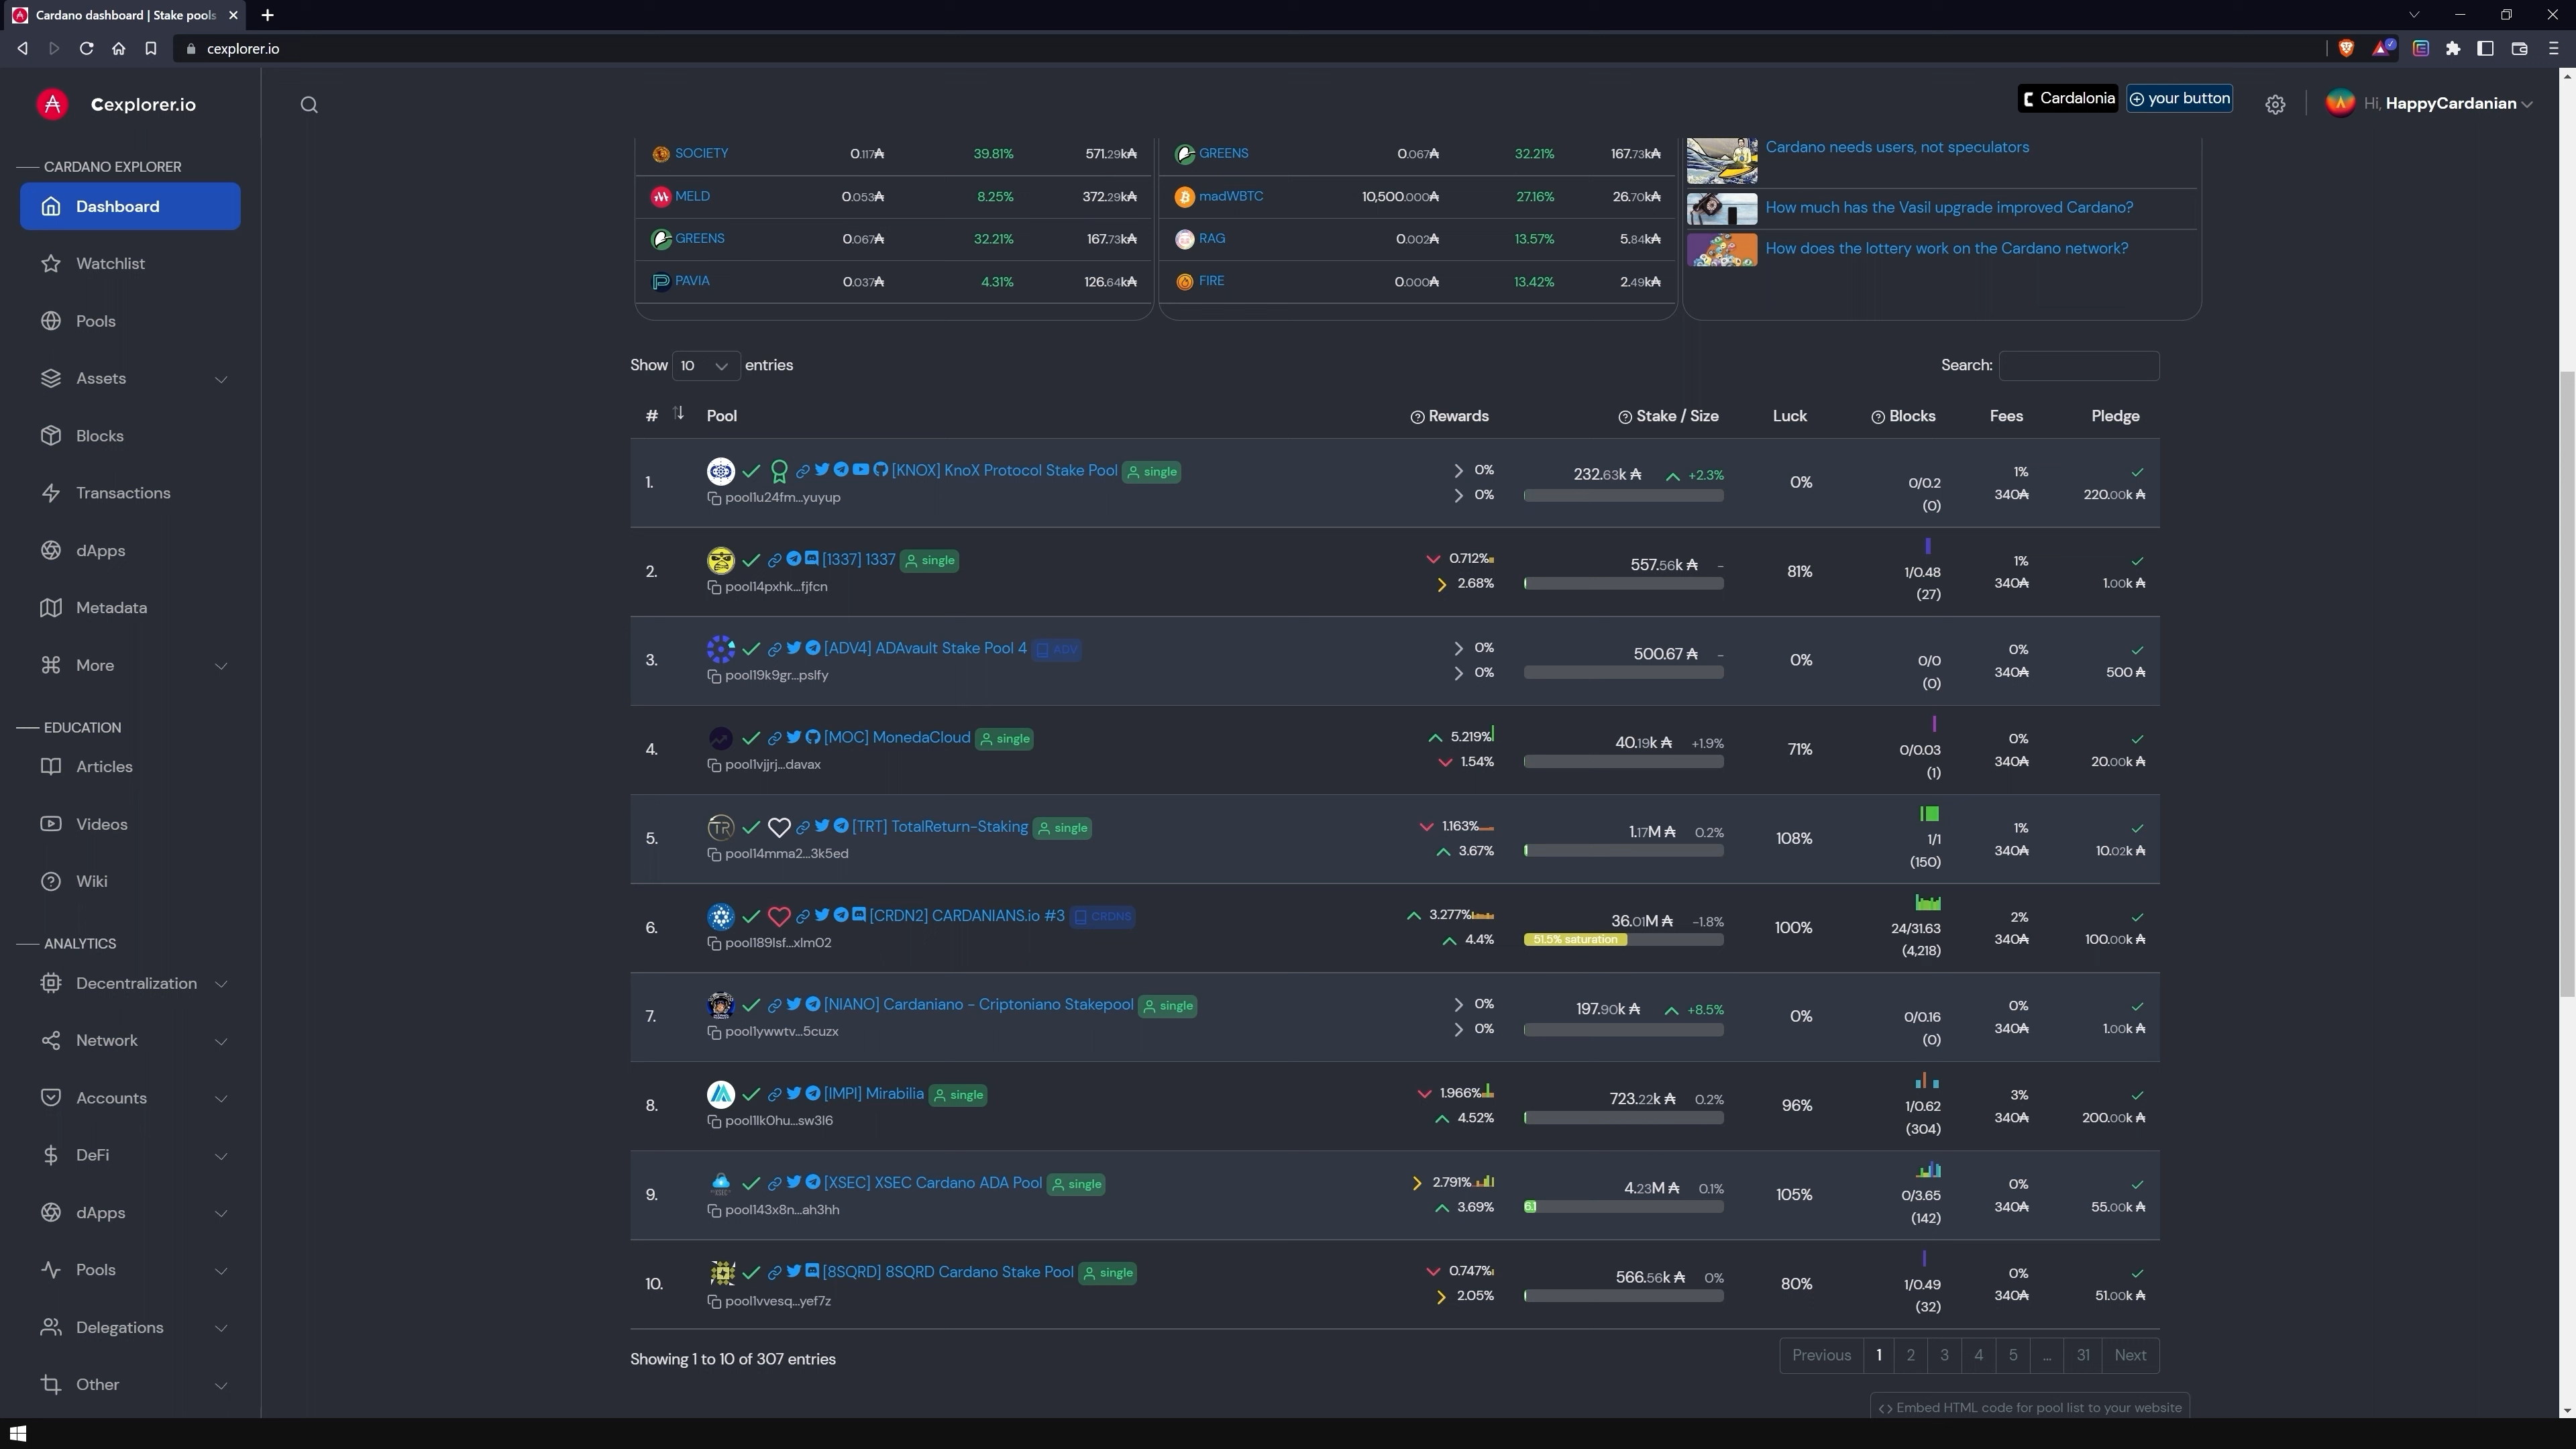 Cardano dashboard | Stake pools
cexplorer.io
Cexplorer.io
Cardalonia
your button
Hi, HappyCardanian
CARDANO EXPLORER
Dashboard
Watchlist
Pools
Assets
Blocks
Transactions
dApps
Metadata
More
EDUCATION
Articles
Videos
Wiki
ANALYTICS
Decentralization
Network
Accounts
DeFi
dApps
Pools
Delegations
Other
SOCIETY 0.117₳ 39.81% 571.29k₳
MELD 0.053₳ 8.25% 372.29k₳
GREENS 0.067₳ 32.21% 167.73k₳
PAVIA 0.037₳ 4.31% 126.64k₳
GREENS 0.067₳ 32.21% 167.73k₳
madWBTC 10,500.000₳ 27.16% 26.70k₳
RAG 0.002₳ 13.57% 5.84k₳
FIRE 0.000₳ 13.42% 2.49k₳
Cardano needs users, not speculators
How much has the Vasil upgrade improved Cardano?
How does the lottery work on the Cardano network?
Show 10 entries
Search:
# Pool Rewards Stake / Size Luck Blocks Fees Pledge
1. [KNOX] KnoX Protocol Stake Pool single
pool1u24fm...yuyup
0%
0%
232.63k ₳ +2.3%
0%
0/0.2
(0)
1%
340₳
220.00k ₳
2. [1337] 1337 single
pool14pxhk...fjfcn
0.712%
2.68%
557.56k ₳ -
81%
1/0.48
(27)
1%
340₳
1.00k ₳
3. [ADV4] ADAvault Stake Pool 4 ADV
pool19k9gr...pslfy
0%
0%
500.67 ₳ -
0%
0/0
(0)
0%
340₳
500 ₳
4. [MOC] MonedaCloud single
pool1vjjrj...davax
5.219%
1.54%
40.19k ₳ +1.9%
71%
0/0.03
(1)
0%
340₳
20.00k ₳
5. [TRT] TotalReturn-Staking single
pool14mma2...3k5ed
1.163%
3.67%
1.17M ₳ 0.2%
108%
1/1
(150)
1%
340₳
10.02k ₳
6. [CRDN2] CARDANIANS.io #3 CRDNS
pool189lsf...xlm02
3.277%
4.4%
36.01M ₳ -1.8%
51.5% saturation
100%
24/31.63
(4,218)
2%
340₳
100.00k ₳
7. [NIANO] Cardaniano - Criptoniano Stakepool single
pool1ywwtv...5cuzx
0%
0%
197.90k ₳ +8.5%
0%
0/0.16
(0)
0%
340₳
1.00k ₳
8. [IMPI] Mirabilia single
pool1lk0hu...sw3l6
1.966%
4.52%
723.22k ₳ 0.2%
96%
1/0.62
(304)
3%
340₳
200.00k ₳
9. [XSEC] XSEC Cardano ADA Pool single
pool143x8n...ah3hh
2.791%
3.69%
4.23M ₳ 0.1%
6.1
105%
0/3.65
(142)
0%
340₳
55.00k ₳
10. [8SQRD] 8SQRD Cardano Stake Pool single
pool1vvesq...yef7z
0.747%
2.05%
566.56k ₳ 0%
80%
1/0.49
(32)
0%
340₳
51.00k ₳
Showing 1 to 10 of 307 entries
Previous 1 2 3 4 5 ... 31 Next
Embed HTML code for pool list to your website